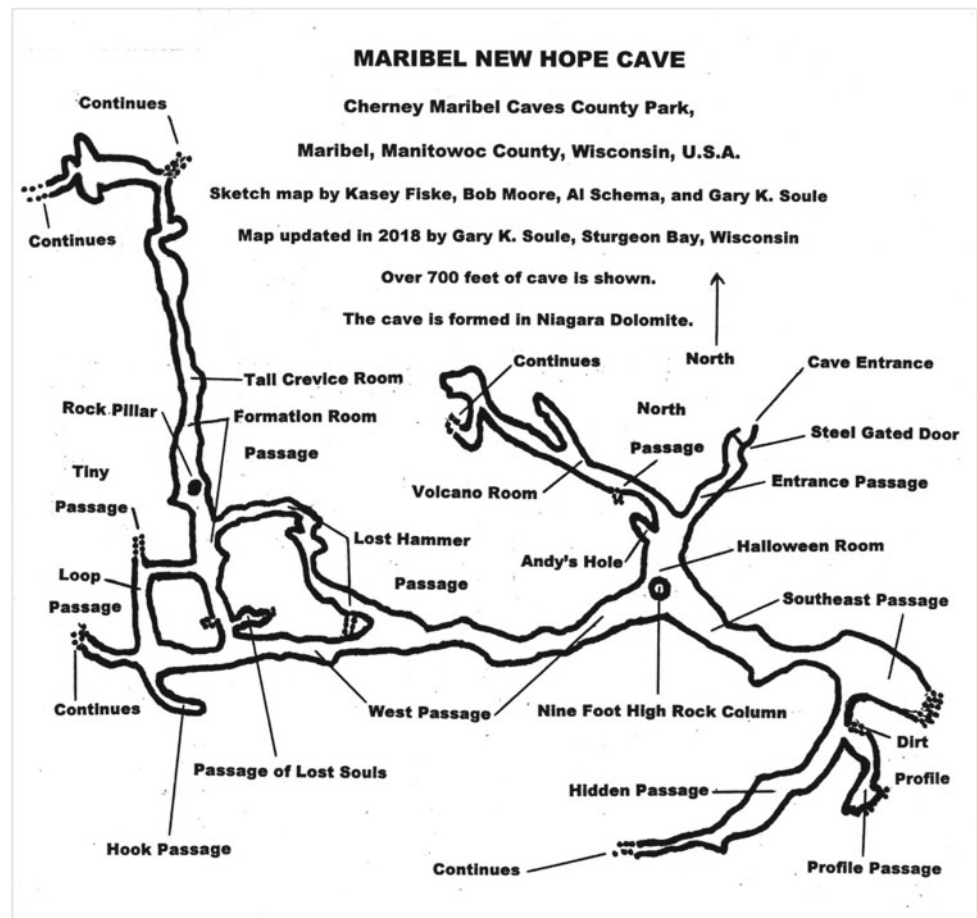 MARIBEL NEW HOPE CAVE
Continues
Cherney Maribel Caves County Park,
Maribel, Manitowoc County, Wisconsin, U.S.A.
Sketch map by Kasey Fiske, Bob Moore, Al Schema, and Gary K. Soule
Continues
Map updated in 2018 by Gary K. Soule, Sturgeon Bay, Wisconsin
Over 700 feet of cave is shown.
The cave is formed in Niagara Dolomite.
North
Continues
Cave Entrance
Tall Crevice Room
Rock Pillar
Formation Room
North
Passage
Steel Gated Door
Passage
Tiny
Passage
Volcano Room
Entrance Passage
Lost Hammer
Passage
Andy's Hole
Halloween Room
Loop
Passage
Southeast Passage
Continues
West Passage
Nine Foot High Rock Column
Dirt
Passage of Lost Souls
Hidden Passage
Profile
Hook Passage
Continues
Profile Passage